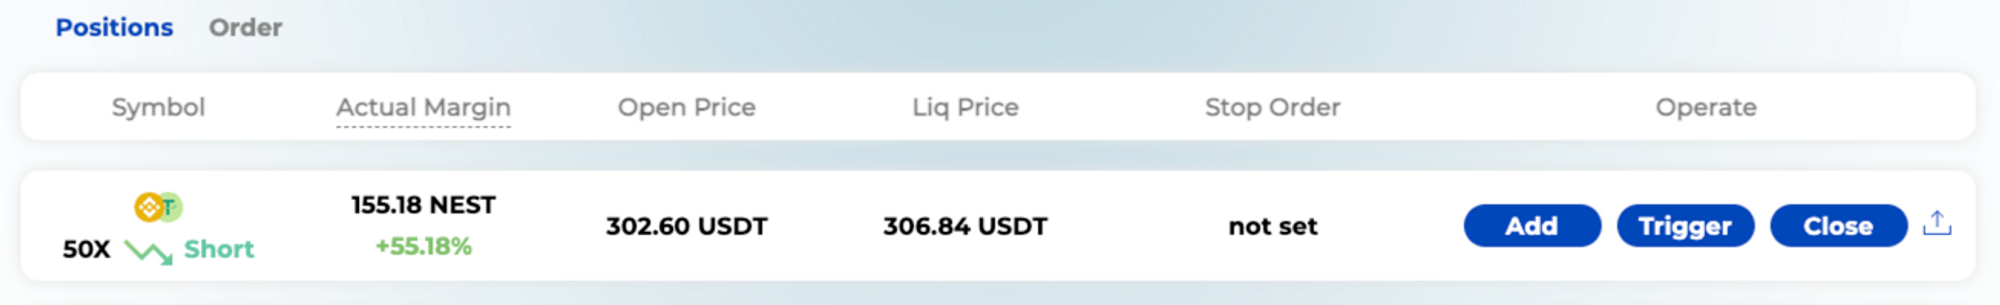 Positions Order
Symbol Actual Margin Open Price Liq Price Stop Order Operate
155.18 NEST
50X Short +55.18% 302.60 USDT 306.84 USDT not set Add Trigger Close